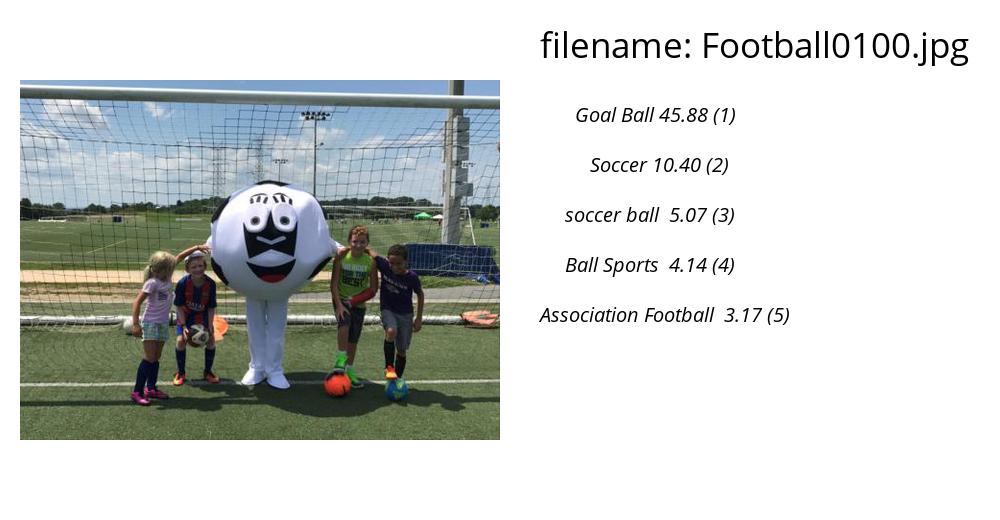 filename: Football0100.jpg
Goal Ball 45.88 (1)
Soccer 10.40 (2)
soccer ball 5.07 (3)
Ball Sports 4.14 (4)
Association Football 3.17 (5)